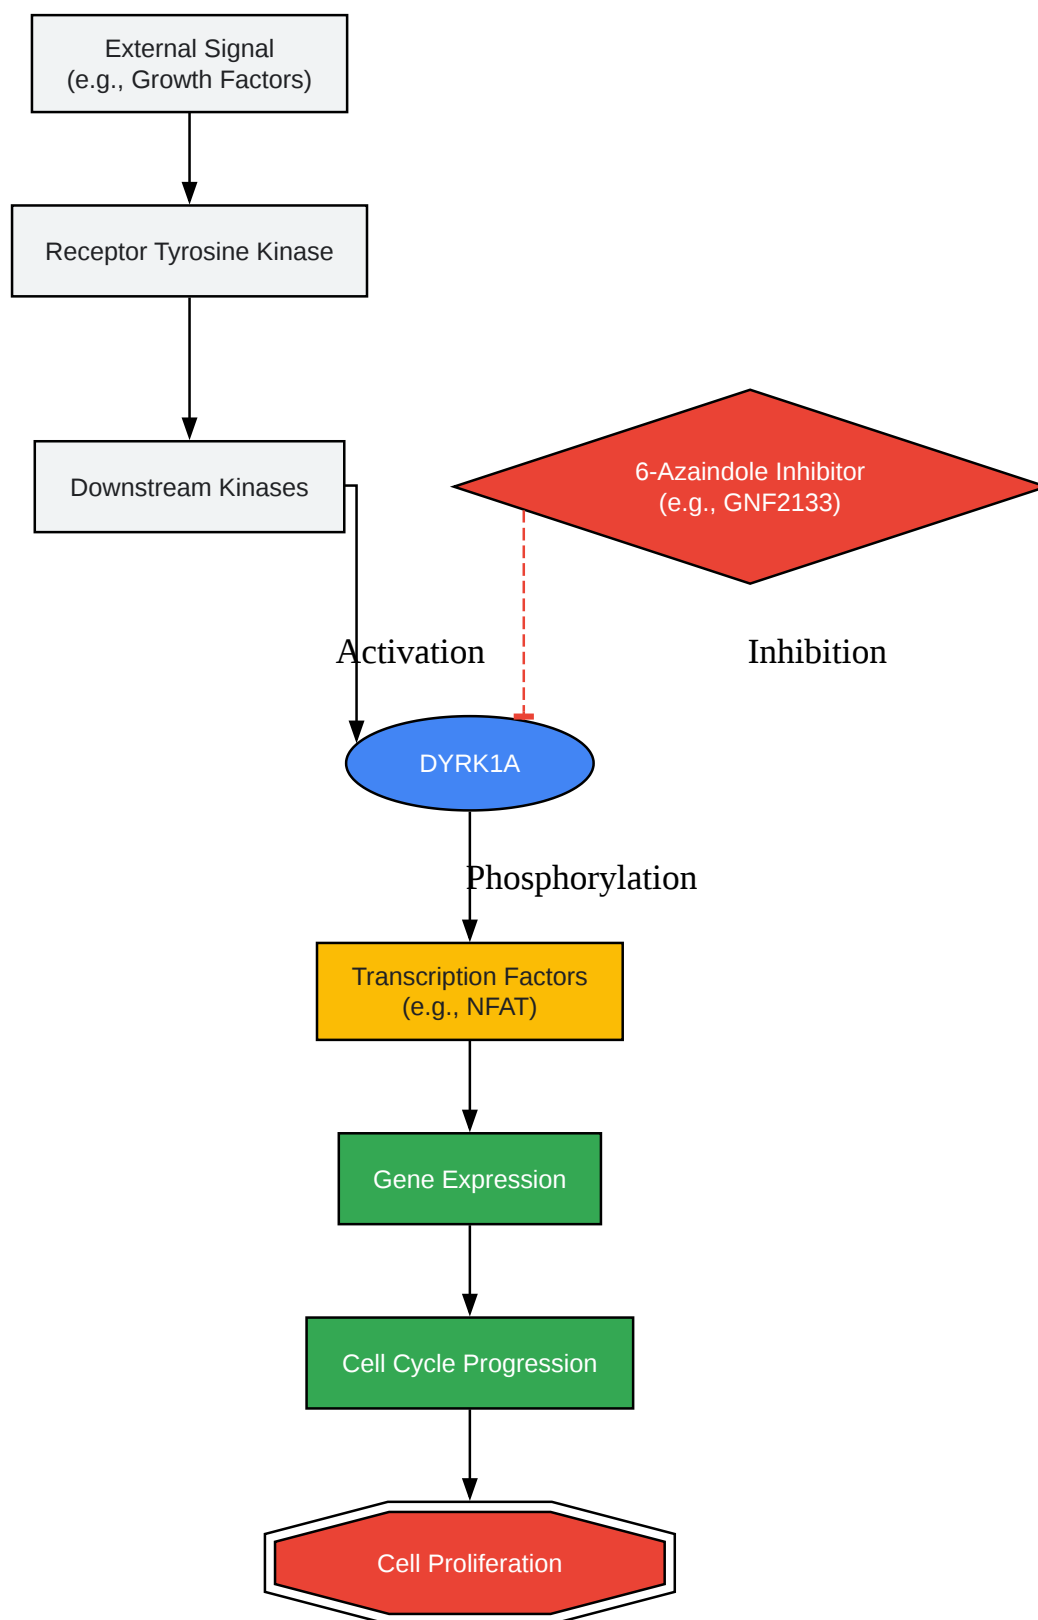 External Signal
(e.g., Growth Factors)
Receptor Tyrosine Kinase
Downstream Kinases
6-Azaindole Inhibitor
(e.g., GNF2133)
Activation
Inhibition
DYRK1A
Phosphorylation
Transcription Factors
(e.g., NFAT)
Gene Expression
Cell Cycle Progression
Cell Proliferation